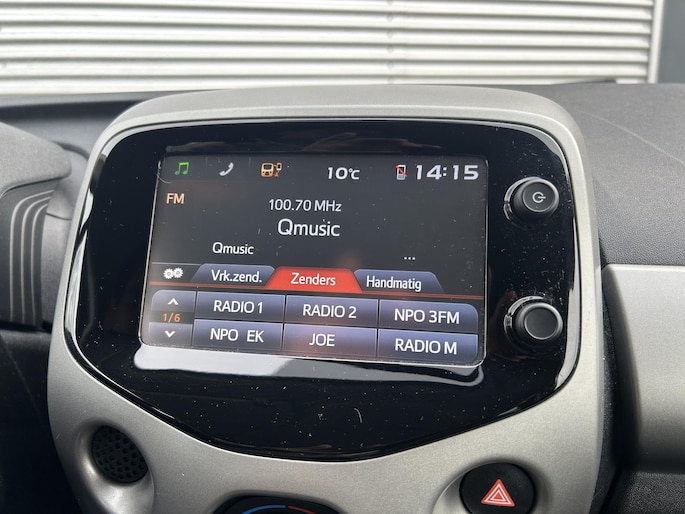 10°C 14:15
FM
100.70 MHz
Qmusic
Qmusic ...
Vrk.zend. Zenders Handmatig
RADIO 1 RADIO 2 NPO 3FM
1/6
NPO EK JOE RADIO M